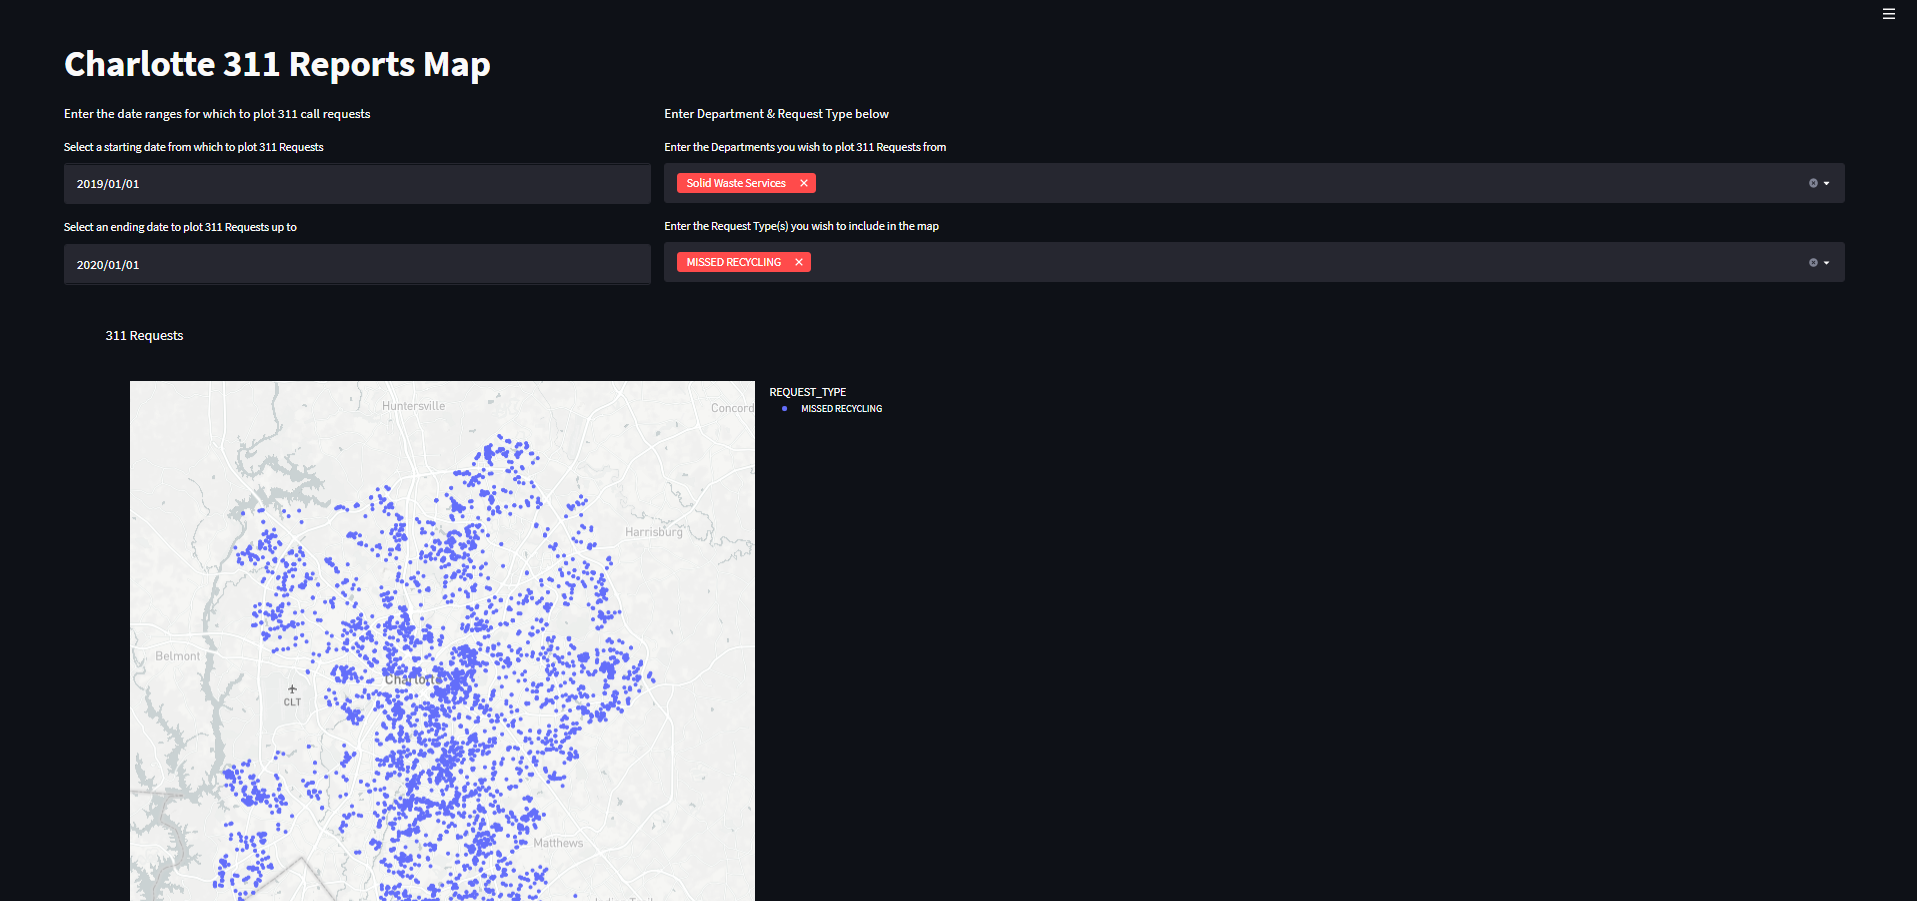 Charlotte 311 Reports Map
Enter the date ranges for which to plot 311 call requests
Select a starting date from which to plot 311 Requests
2019/01/01
Select an ending date to plot 311 Requests up to
2020/01/01
Enter Department & Request Type below
Enter the Departments you wish to plot 311 Requests from
Solid Waste Services
Enter the Request Type(s) you wish to include in the map
MISSED RECYCLING
311 Requests
REQUEST_TYPE
MISSED RECYCLING
Huntersville
Concord
Harrisburg
Belmont
Charlotte
CLT
Matthews